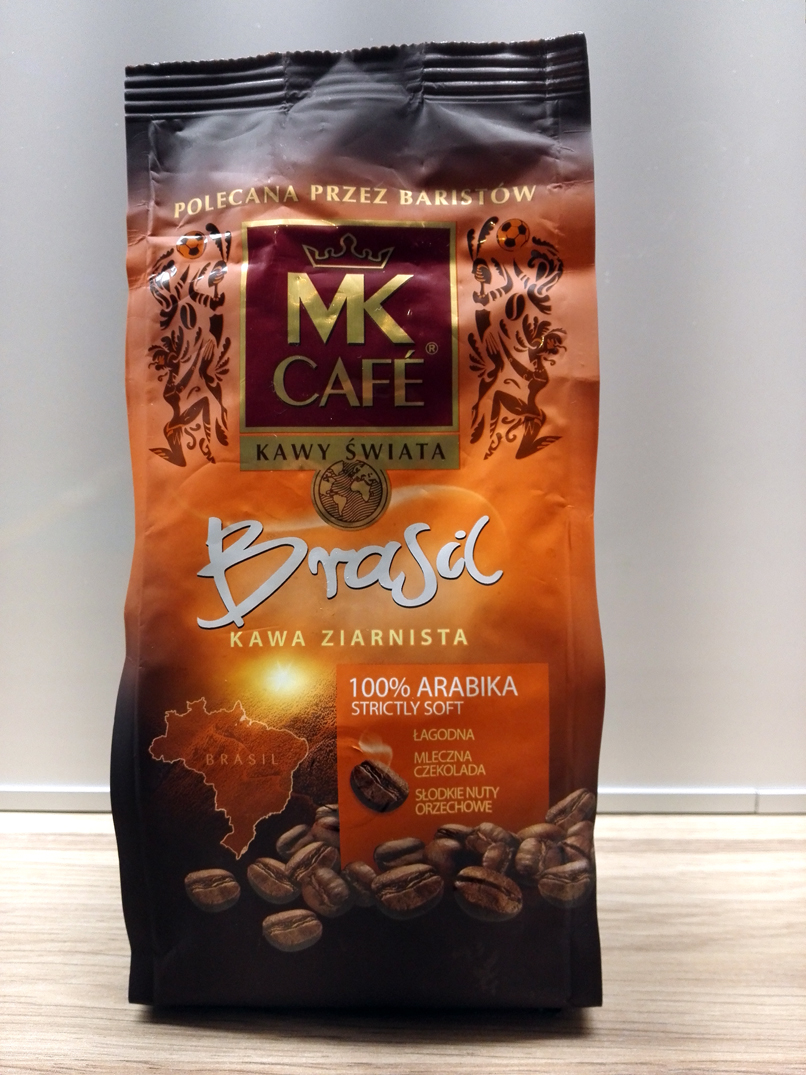 POLECANA PRZEZ BARISTÓW
MK
CAFÉ®
KAWY ŚWIATA
Brasil
KAWA ZIARNISTA
100% ARABIKA
STRICTLY SOFT
ŁAGODNA
MLECZNA
CZEKOLADA
SŁODKIE NUTY
ORZECHOWE
BRASIL